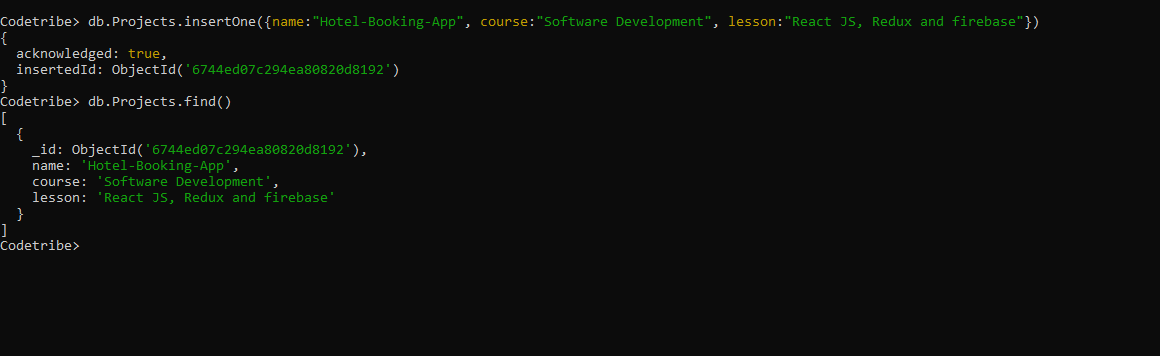 Codetribe> db.Projects.insertOne({name:"Hotel-Booking-App", course:"Software Development", lesson:"React JS, Redux and firebase"})
{
  acknowledged: true,
  insertedId: ObjectId('6744ed07c294ea80820d8192')
}
Codetribe> db.Projects.find()
[
  {
    _id: ObjectId('6744ed07c294ea80820d8192'),
    name: 'Hotel-Booking-App',
    course: 'Software Development',
    lesson: 'React JS, Redux and firebase'
  }
]
Codetribe>